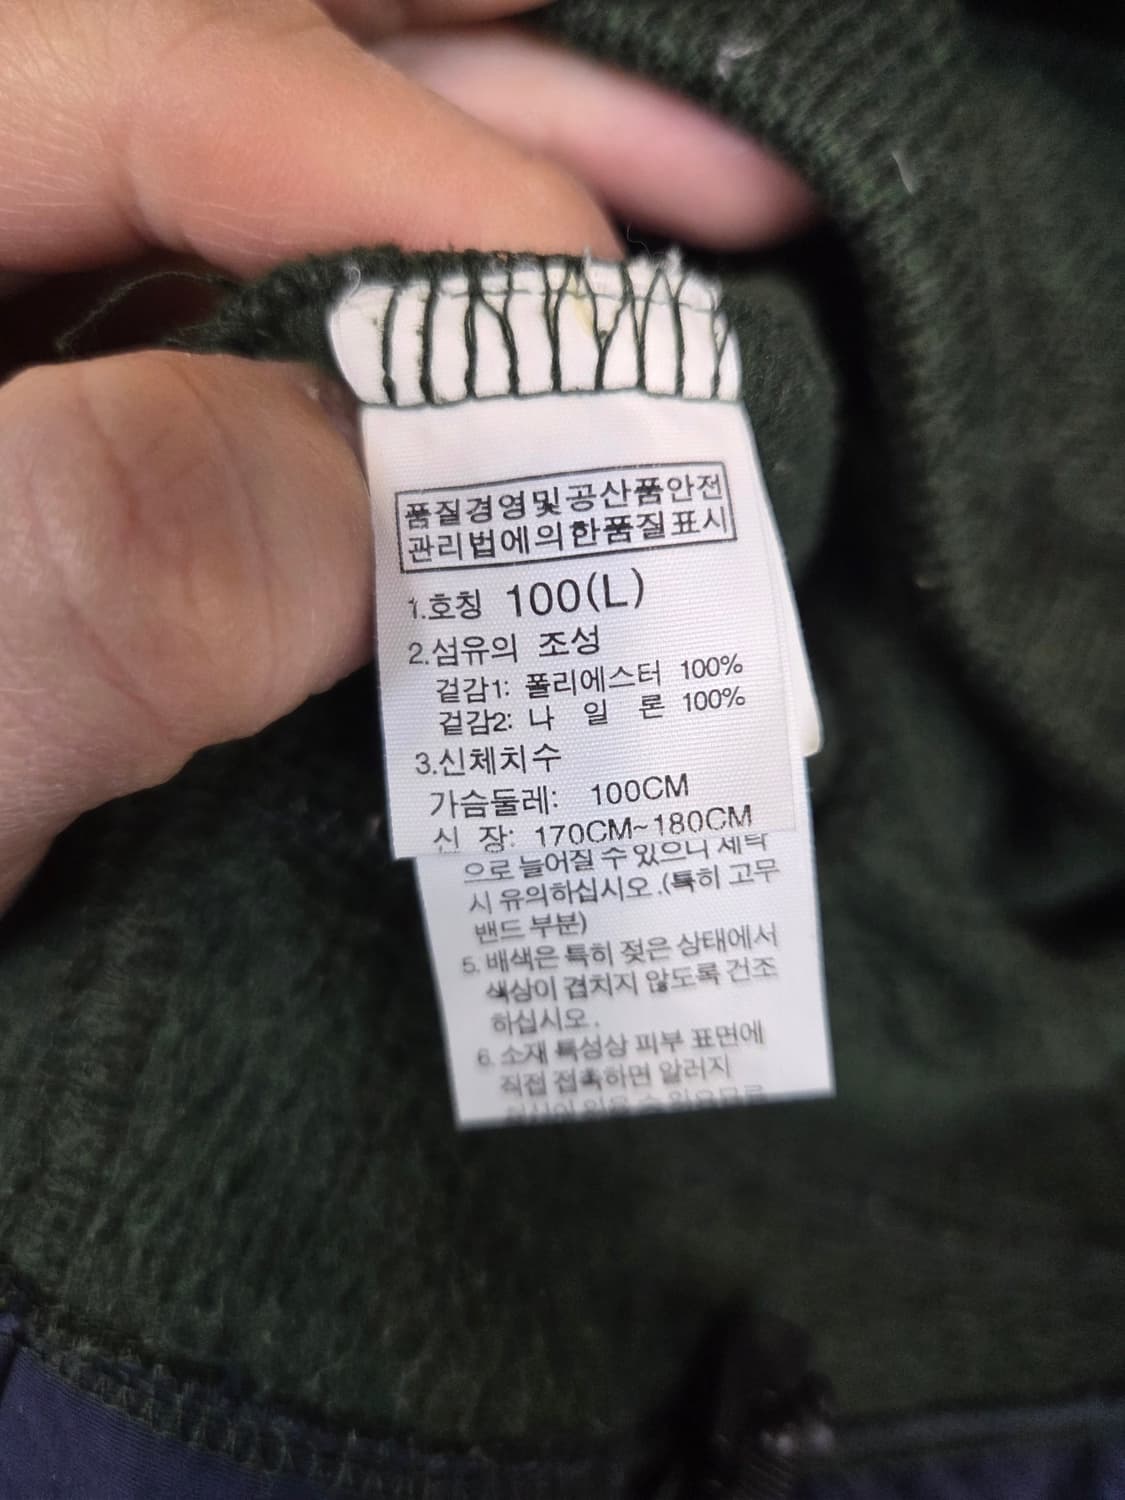 품질경영및공산품안전
관리법에의한품질표시
1.호칭 100(L)
2.섬유의 조성
겉감1: 폴리에스터 100%
겉감2: 나 일 론 100%
3.신체치수
가슴둘레: 100CM
신 장: 170CM~180CM
으로 늘어질 수 있으니 세탁
시 유의하십시오.(특히 고무
밴드 부분)
5. 배색은 특히 젖은 상태에서
색상이 겹치지 않도록 건조
하십시오.
6. 소재 특성상 피부 표면에
직접 접촉하면 알러지